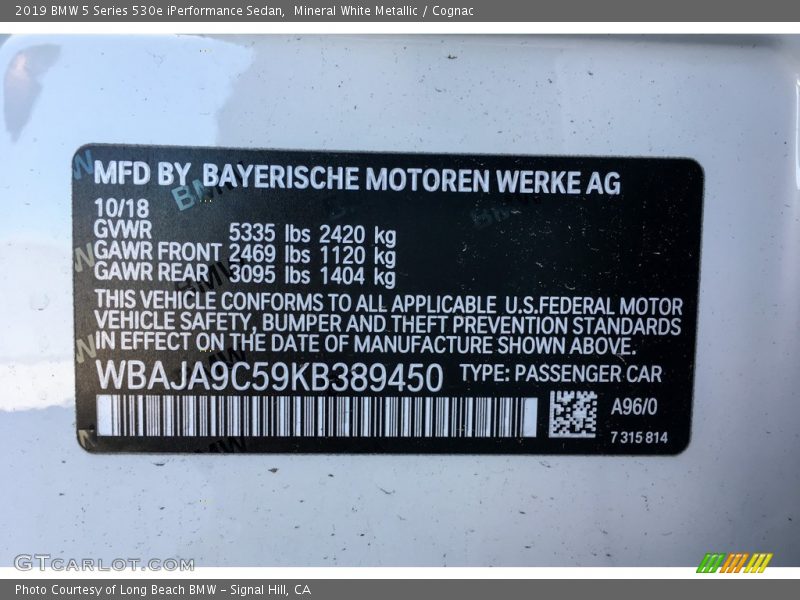 2019 BMW 5 Series 530e iPerformance Sedan,  Mineral White Metallic / Cognac
MFD BY BAYERISCHE MOTOREN WERKE AG
10/18
GVWR 5335 lbs 2420 kg
GAWR FRONT 2469 lbs 1120 kg
GAWR REAR 3095 lbs 1404 kg
THIS VEHICLE CONFORMS TO ALL APPLICABLE U.S.FEDERAL MOTOR
VEHICLE SAFETY, BUMPER AND THEFT PREVENTION STANDARDS
IN EFFECT ON THE DATE OF MANUFACTURE SHOWN ABOVE.
WBAJA9C59KB389450 TYPE: PASSENGER CAR
A96/0
7 315 814
GTCARLOT.COM
Photo Courtesy of Long Beach BMW – Signal Hill, CA